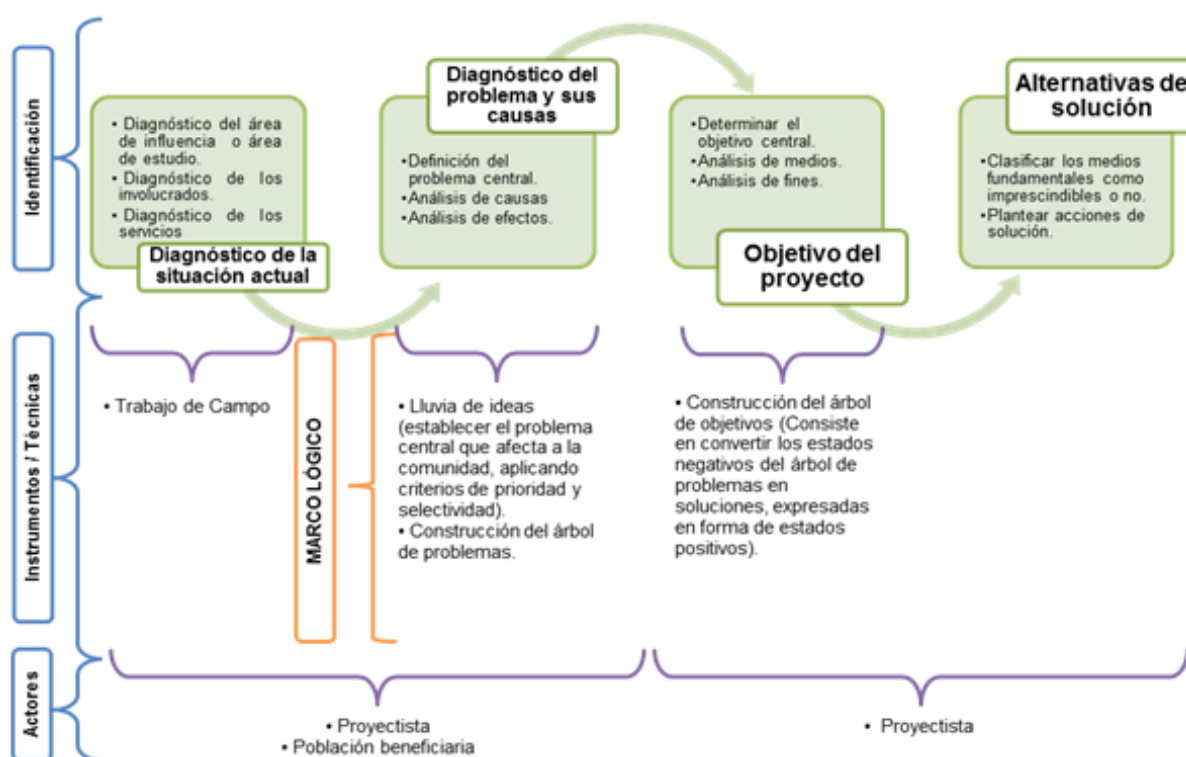 Identificación
• Diagnóstico del área
de influencia o área
de estudio.
• Diagnóstico de los
involucrados.
• Diagnóstico de los
servicios
Diagnóstico de la
situación actual
Diagnóstico del
problema y sus
causas
• Definición del
problema central.
• Análisis de causas
• Análisis de efectos.
• Determinar el
objetivo central.
• Análisis de medios.
• Análisis de fines.
Objetivo del
proyecto
Alternativas de
solución
• Clasificar los medios
fundamentales como
imprescindibles o no.
• Plantear acciones de
solución.
Instrumentos / Técnicas
• Trabajo de Campo
MARCO LÓGICO
• Lluvia de ideas
(establecer el problema
central que afecta a la
comunidad, aplicando
criterios de prioridad y
selectividad).
• Construcción del árbol
de problemas.
• Construcción del árbol
de objetivos (Consiste
en convertir los estados
negativos del árbol de
problemas en
soluciones, expresadas
en forma de estados
positivos).
Actores
• Proyectista
• Población beneficiaria
• Proyectista